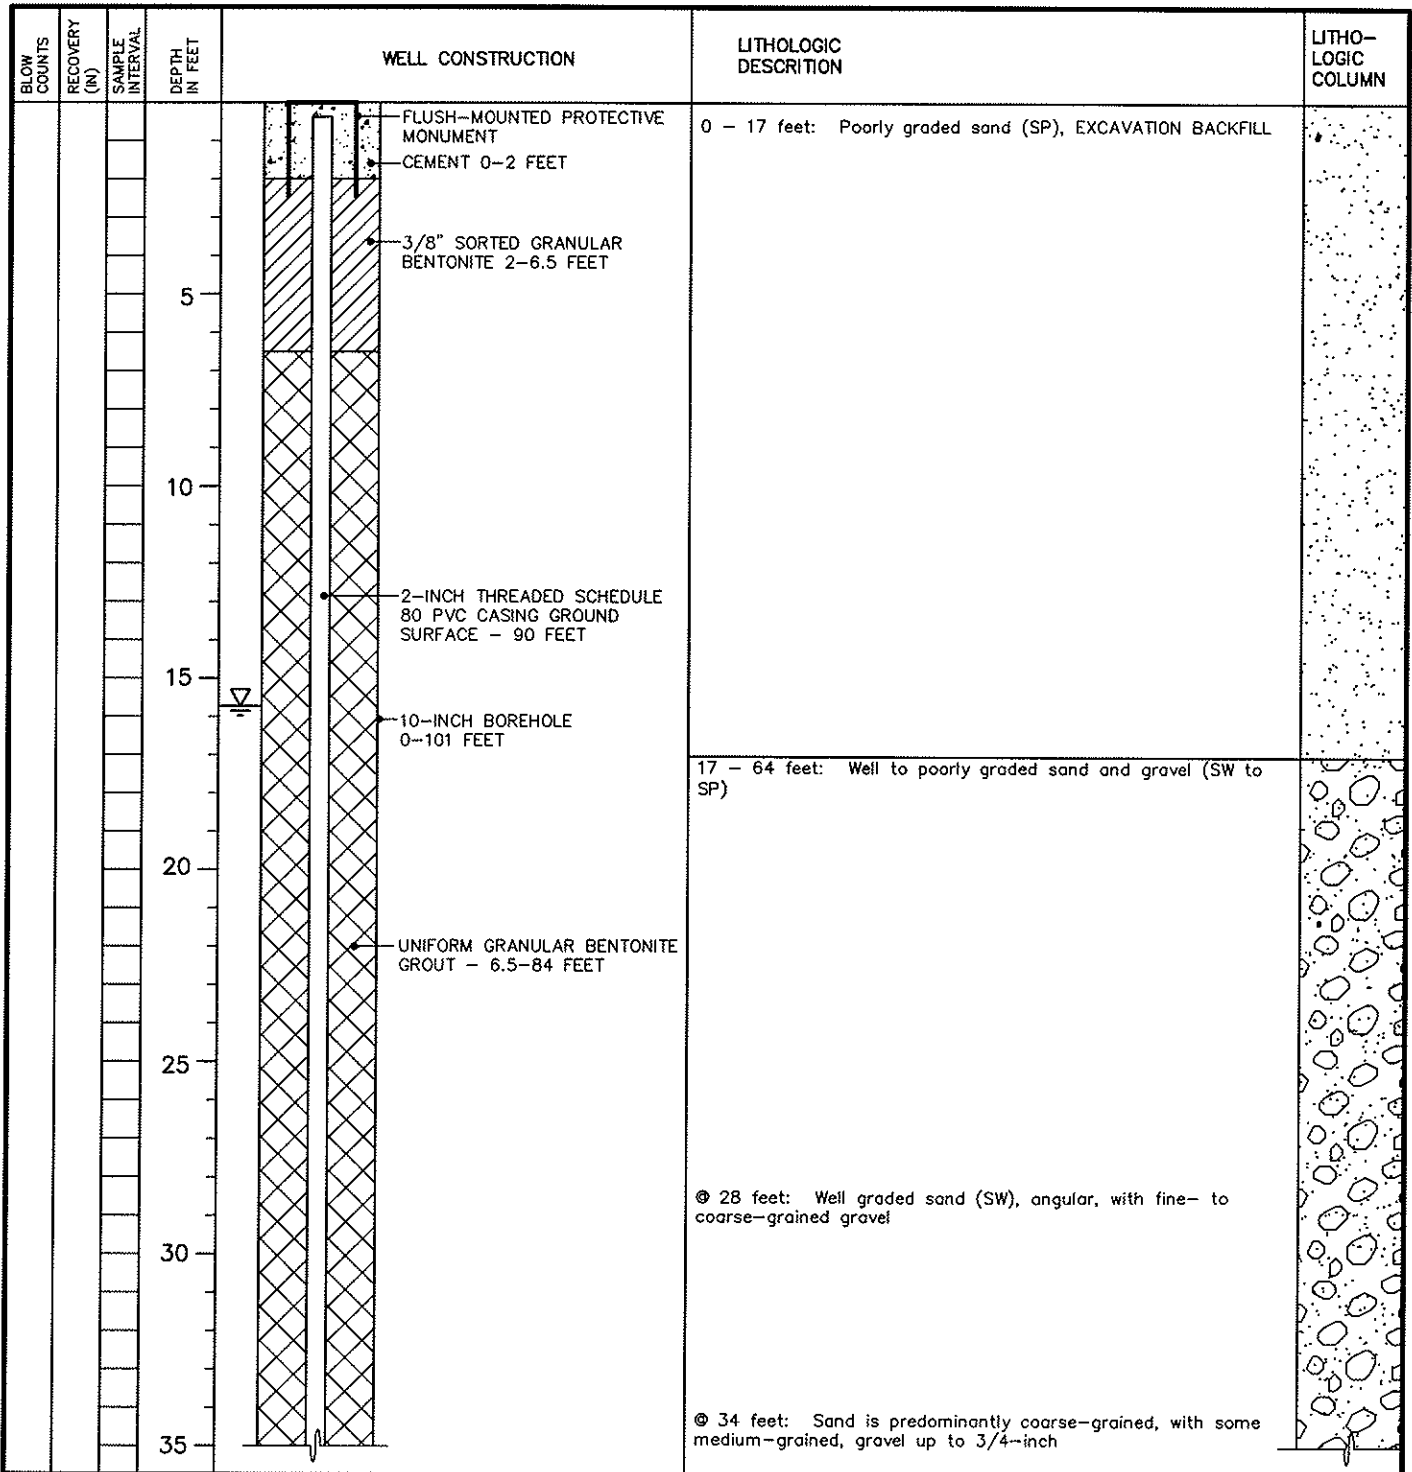 BLOW
COUNTS
RECOVERY
(IN)
SAMPLE
INTERVAL
DEPTH
IN FEET
WELL CONSTRUCTION
LITHOLOGIC
DESCRITION
LITHO-
LOGIC
COLUMN
FLUSH-MOUNTED PROTECTIVE
MONUMENT
CEMENT 0-2 FEET
0 - 17 feet: Poorly graded sand (SP), EXCAVATION BACKFILL
3/8" SORTED GRANULAR
BENTONITE 2-6.5 FEET
5
10
2-INCH THREADED SCHEDULE
80 PVC CASING GROUND
SURFACE - 90 FEET
15
10-INCH BOREHOLE
0-101 FEET
17 - 64 feet: Well to poorly graded sand and gravel (SW to
SP)
20
UNIFORM GRANULAR BENTONITE
GROUT - 6.5-84 FEET
25
@ 28 feet: Well graded sand (SW), angular, with fine- to
coarse-grained gravel
30
@ 34 feet: Sand is predominantly coarse-grained, with some
medium-grained, gravel up to 3/4-inch
35